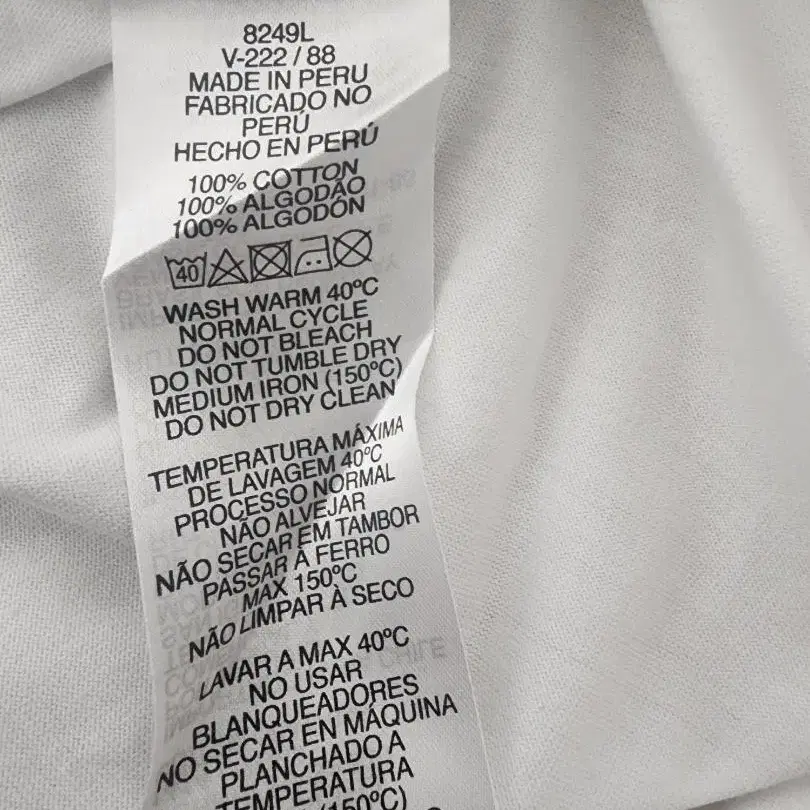 8249L
V-222 / 88
MADE IN PERU
FABRICADO NO
PERÚ
HECHO EN PERÚ
100% COTTON
100% ALGODÃO
100% ALGODÓN
40
WASH WARM 40ºC
NORMAL CYCLE
DO NOT BLEACH
DO NOT TUMBLE DRY
MEDIUM IRON (150ºC)
DO NOT DRY CLEAN
TEMPERATURA MÁXIMA
DE LAVAGEM 40ºC
PROCESSO NORMAL
NÃO ALVEJAR
NÃO SECAR EM TAMBOR
PASSAR À FERRO
MAX 150ºC
NÃO LIMPAR À SECO
LAVAR A MAX 40ºC
NO USAR
BLANQUEADORES
NO SECAR EN MÁQUINA
PLANCHADO A
TEMPERATURA
(150ºC)